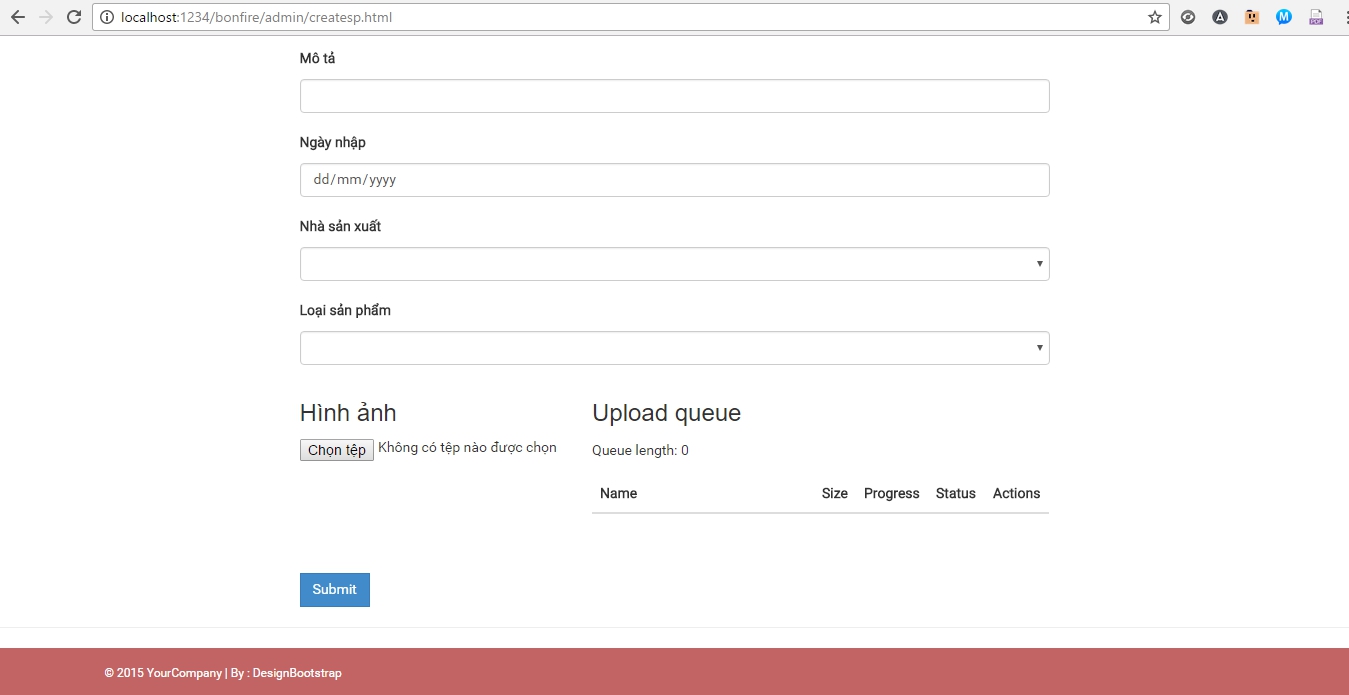 localhost:1234/bonfire/admin/createsp.html
Mô tả
Ngày nhập
dd/mm/yyyy
Nhà sản xuất
Loại sản phẩm
Hình ảnh
Chọn tệp Không có tệp nào được chọn
Upload queue
Queue length: 0
Name Size Progress Status Actions
Submit
© 2015 YourCompany | By : DesignBootstrap